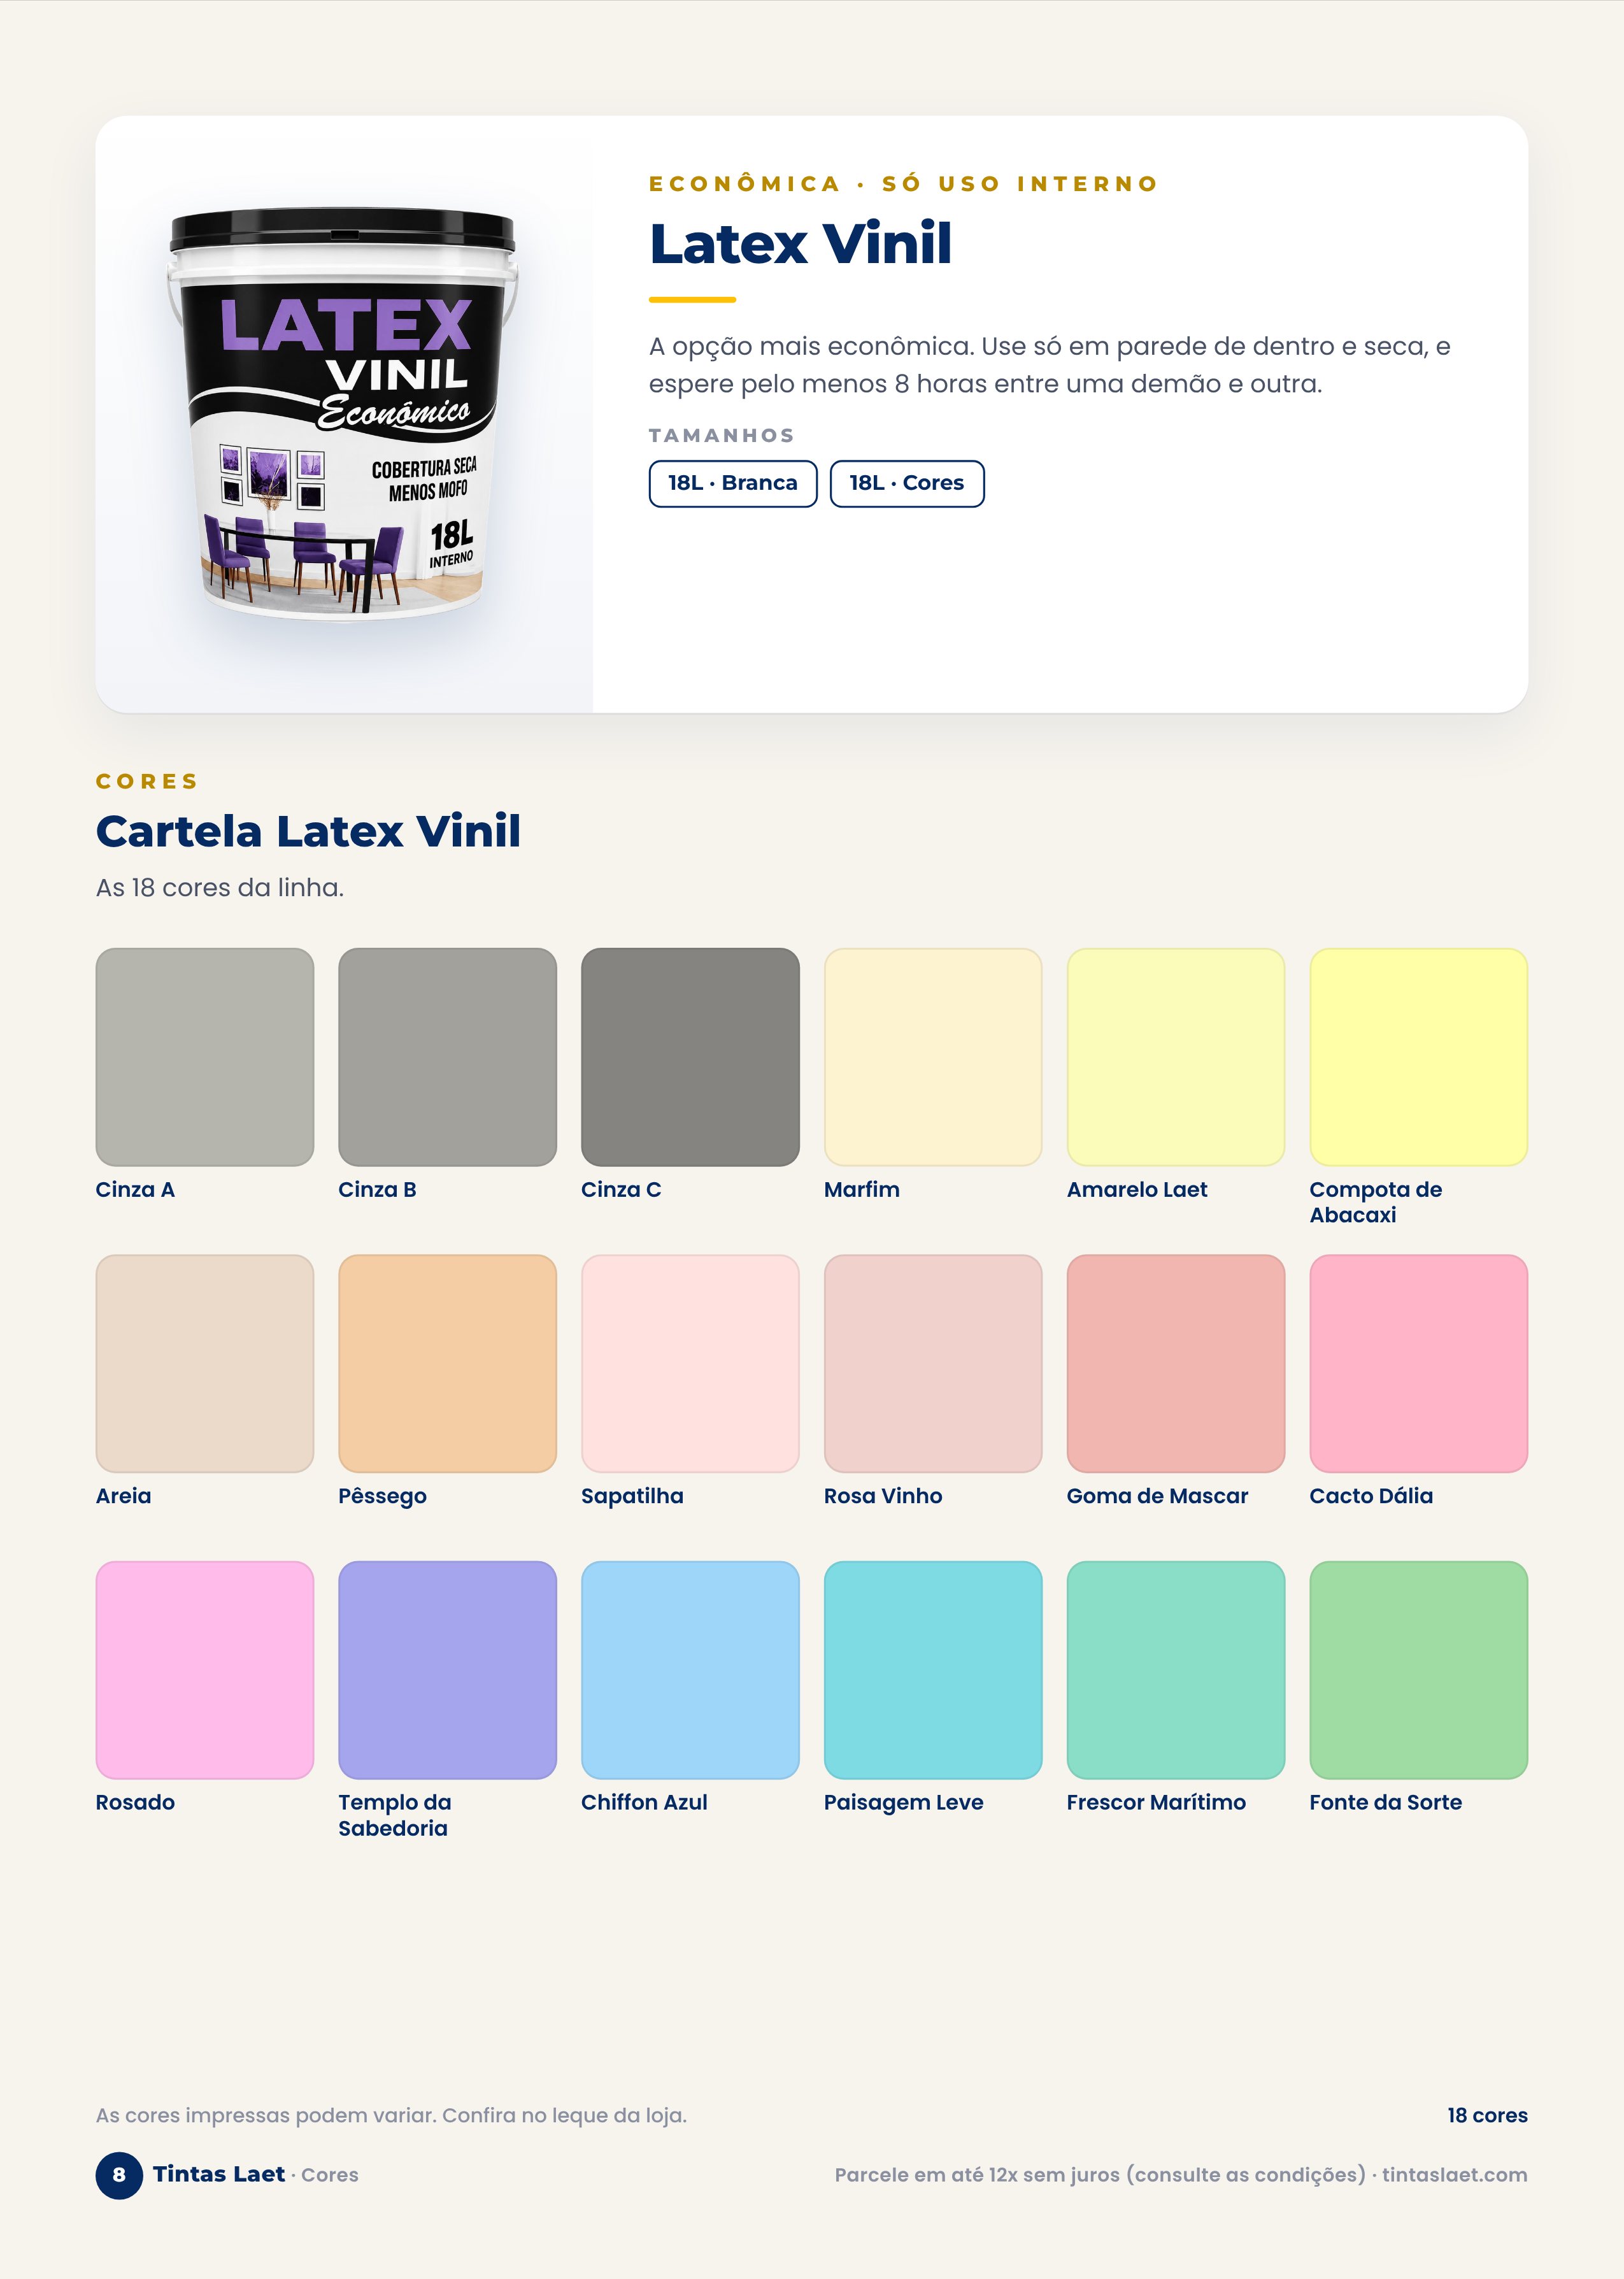 LATEX
VINIL
Econômico
COBERTURA SECA
MENOS MOFO
18L
INTERNO
ECONÔMICA · SÓ USO INTERNO
Latex Vinil
A opção mais econômica. Use só em parede de dentro e seca, e
espere pelo menos 8 horas entre uma demão e outra.
TAMANHOS
18L · Branca
18L · Cores
CORES
Cartela Latex Vinil
As 18 cores da linha.
Cinza A
Cinza B
Cinza C
Marfim
Amarelo Laet
Compota de
Abacaxi
Areia
Pêssego
Sapatilha
Rosa Vinho
Goma de Mascar
Cacto Dália
Rosado
Templo da
Sabedoria
Chiffon Azul
Paisagem Leve
Frescor Marítimo
Fonte da Sorte
As cores impressas podem variar. Confira no leque da loja.
18 cores
8 Tintas Laet · Cores
Parcele em até 12x sem juros (consulte as condições) · tintaslaet.com